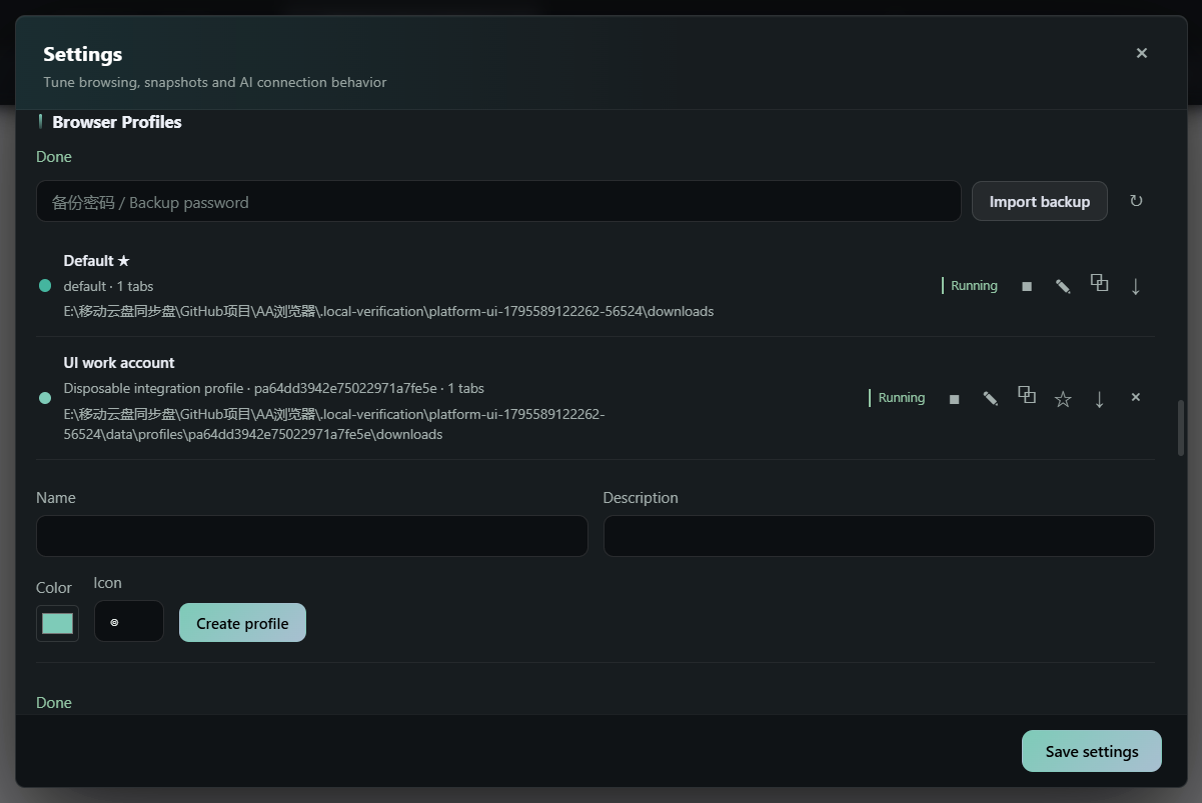 Settings
Tune browsing, snapshots and AI connection behavior
Browser Profiles
Done
备份密码 / Backup password
Import backup
Default ★
default · 1 tabs
E:\移动云盘同步盘\GitHub项目\AA浏览器\.local-verification\platform-ui-1795589122262-56524\downloads
Running
UI work account
Disposable integration profile · pa64dd3942e75022971a7fe5e · 1 tabs
E:\移动云盘同步盘\GitHub项目\AA浏览器\.local-verification\platform-ui-1795589122262-
56524\data\profiles\pa64dd3942e75022971a7fe5e\downloads
Running
Name
Description
Color
Icon
Create profile
Done
Save settings